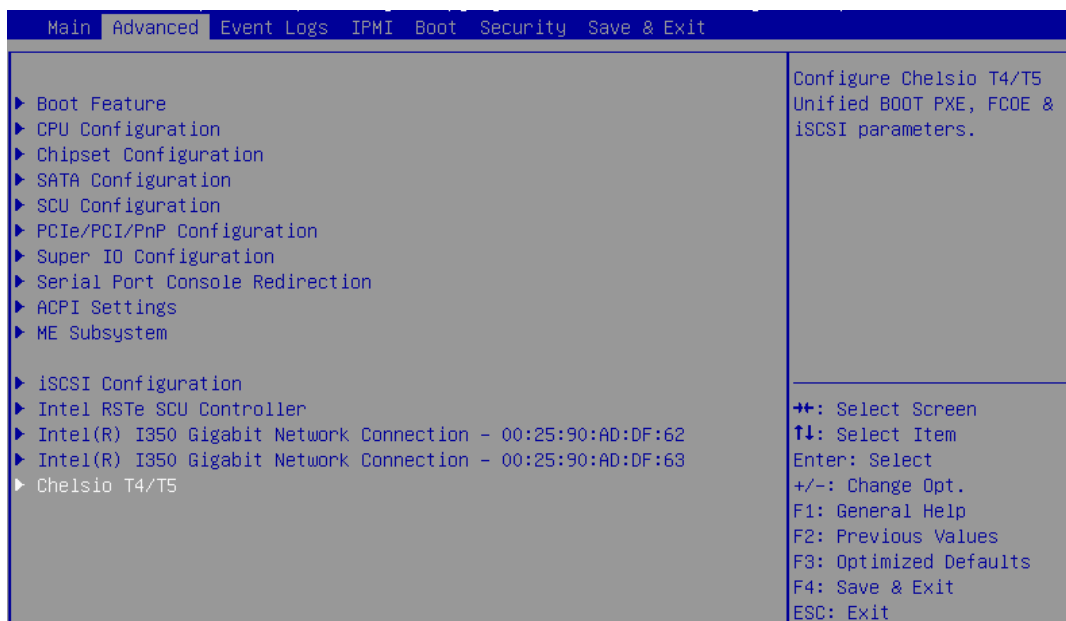 Main Advanced Event Logs IPMI Boot Security Save & Exit
Boot Feature
CPU Configuration
Chipset Configuration
SATA Configuration
SCU Configuration
PCIe/PCI/PnP Configuration
Super IO Configuration
Serial Port Console Redirection
ACPI Settings
ME Subsystem
iSCSI Configuration
Intel RSTe SCU Controller
Intel(R) I350 Gigabit Network Connection - 00:25:90:AD:DF:62
Intel(R) I350 Gigabit Network Connection - 00:25:90:AD:DF:63
Chelsio T4/T5
Configure Chelsio T4/T5
Unified BOOT PXE, FCOE &
iSCSI parameters.
→←: Select Screen
↑↓: Select Item
Enter: Select
+/-: Change Opt.
F1: General Help
F2: Previous Values
F3: Optimized Defaults
F4: Save & Exit
ESC: Exit